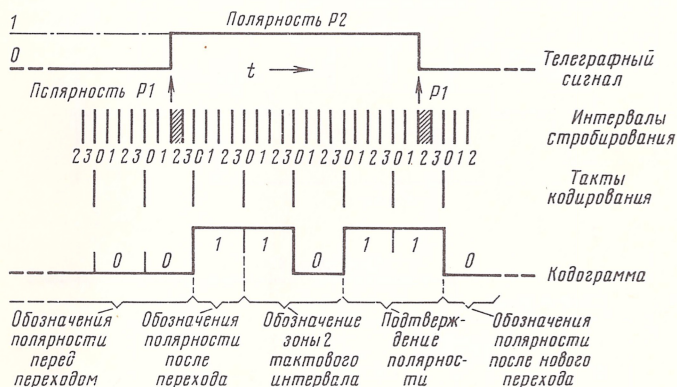 1
Полярность P2
0
t
Телеграфный
сигнал
Полярность P1
P1
Интервалы
стробирования
2 3 0 1 2 3 0 1 2 3 0 1 2 3 0 1 2 3 0 1 2 3 0 1 2 3 0 1 2 3 0 1 2
Такты
кодирования
0 0 1 1 0 1 1 0
Кодограмма
Обозначения
полярности
перед
переходом
Обозначения
полярности
после
перехода
Обозначение
зоны 2
тактового
интервала
Подтверж-
дение
полярнос-
ти
Обозначения
полярности
после нового
перехода